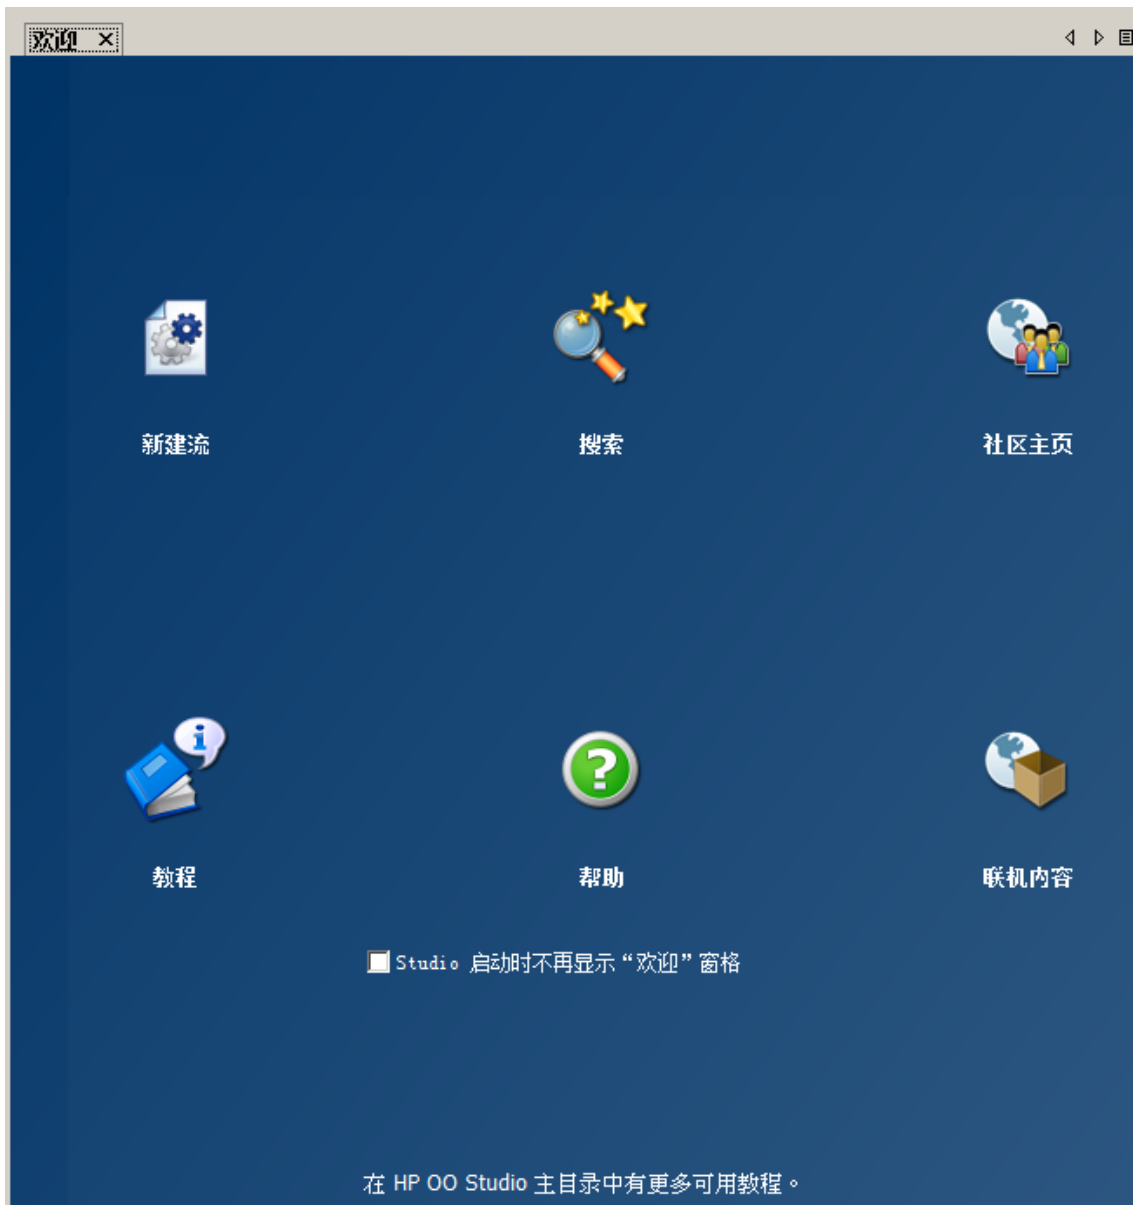 欢迎
新建流 搜索 社区主页
教程 帮助 联机内容
Studio 启动时不再显示“欢迎”窗格
在 HP OO Studio 主目录中有更多可用教程。